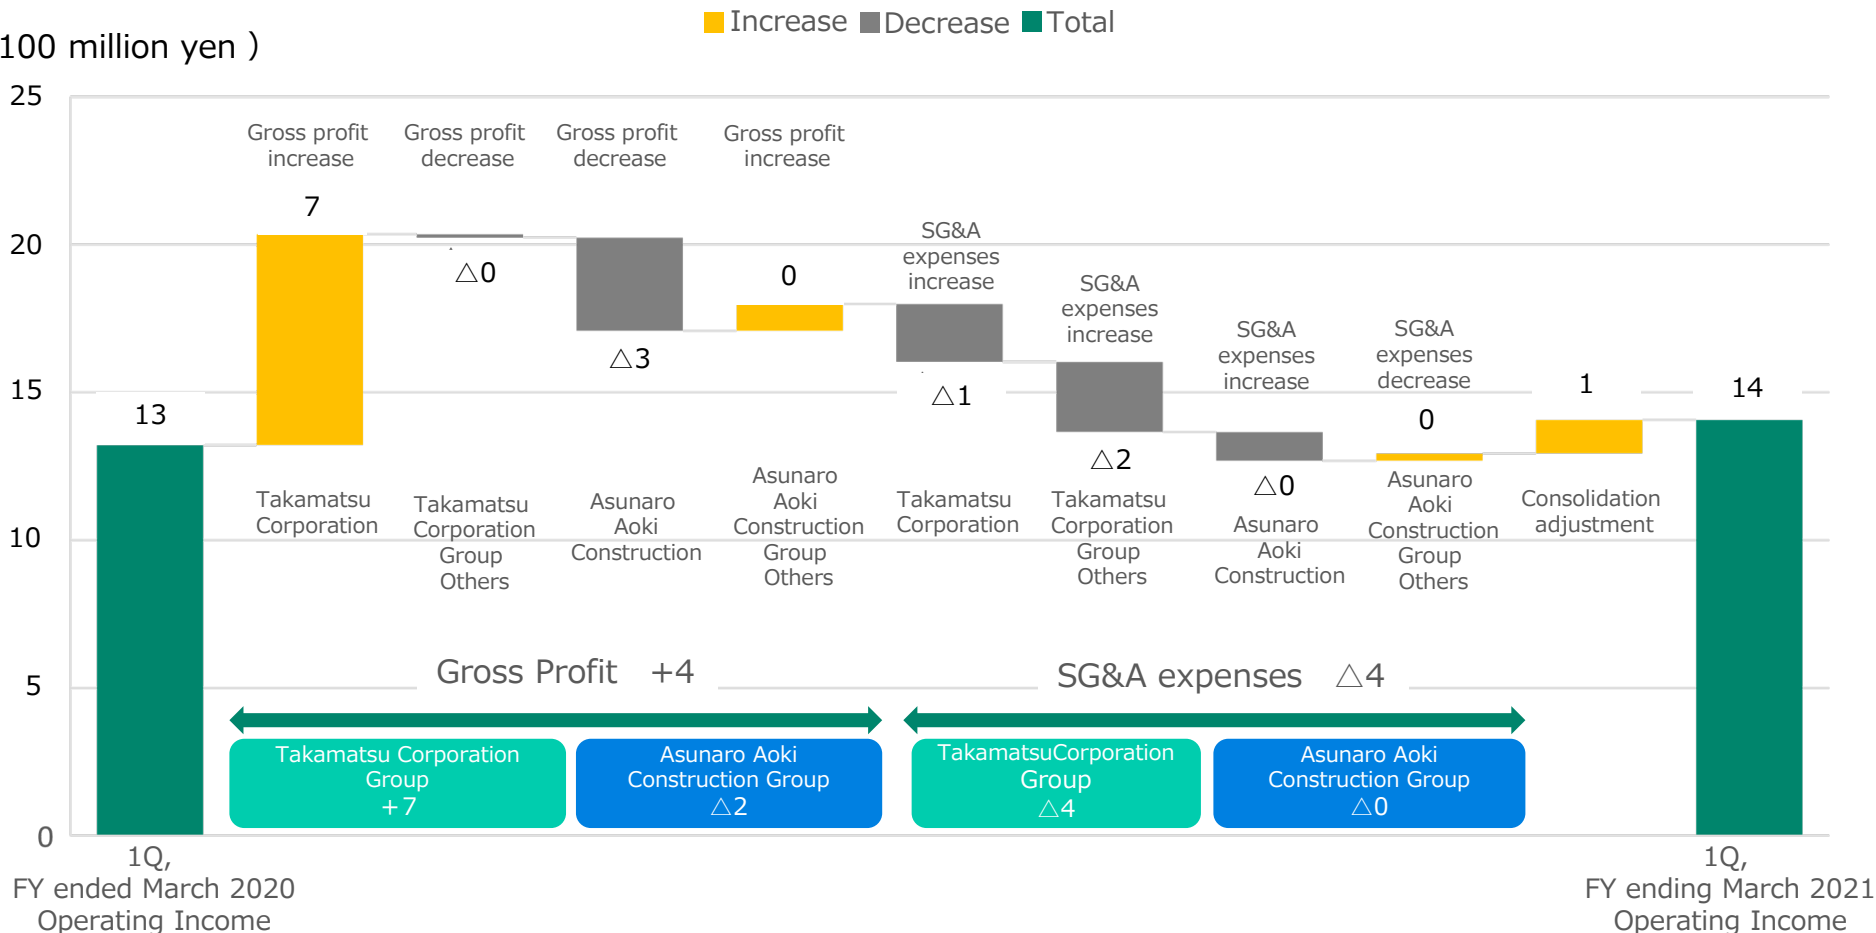 Increase Decrease Total
100 million yen )
25
20
15
10
5
0
Gross profit
increase
7
Gross profit
decrease
△0
Gross profit
decrease
△3
Gross profit
increase
0
SG&A
expenses
increase
△1
SG&A
expenses
increase
△2
SG&A
expenses
increase
△0
SG&A
expenses
decrease
0
1
13
14
Takamatsu
Corporation
Takamatsu
Corporation
Group
Others
Asunaro
Aoki
Construction
Asunaro
Aoki
Construction
Group
Others
Takamatsu
Corporation
Takamatsu
Corporation
Group
Others
Asunaro
Aoki
Construction
Asunaro
Aoki
Construction
Group
Others
Consolidation
adjustment
Gross Profit +4
SG&A expenses △4
Takamatsu Corporation
Group
+7
Asunaro Aoki
Construction Group
△2
TakamatsuCorporation
Group
△4
Asunaro Aoki
Construction Group
△0
1Q,
FY ended March 2020
Operating Income
1Q,
FY ending March 2021
Operating Income